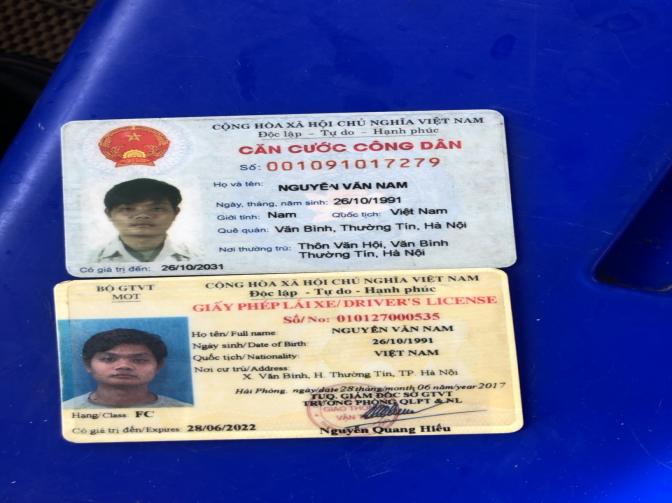 CỘNG HÒA XÃ HỘI CHỦ NGHĨA VIỆT NAM
Độc lập - Tự do - Hạnh phúc
CĂN CƯỚC CÔNG DÂN
Số: 001091017279
Họ và tên: NGUYỄN VĂN NAM
Ngày, tháng, năm sinh: 26/10/1991
Giới tính: Nam Quốc tịch: Việt Nam
Quê quán: Văn Bình, Thường Tín, Hà Nội
Nơi thường trú: Thôn Văn Hội, Văn Bình
Thường Tín, Hà Nội
Có giá trị đến: 26/10/2031
BỘ GTVT
MOT
CỘNG HÒA XÃ HỘI CHỦ NGHĨA VIỆT NAM
Độc lập - Tự do - Hạnh phúc
GIẤY PHÉP LÁI XE/DRIVER'S LICENSE
Số/No: 010127000535
Họ tên/Full name: NGUYỄN VĂN NAM
Ngày sinh/Date of Birth: 26/10/1991
Quốc tịch/Nationality: VIỆT NAM
Nơi cư trú/Address:
X. Văn Bình, H. Thường Tín, TP. Hà Nội
Hải Phòng, ngày/date 28 tháng/month 06 năm/year 2017
TUQ. GIÁM ĐỐC SỞ GTVT
TRƯỞNG PHÒNG QLPT & NL
Hạng/Class: FC
Có giá trị đến/Expires: 28/06/2022
Nguyễn Quang Hiếu